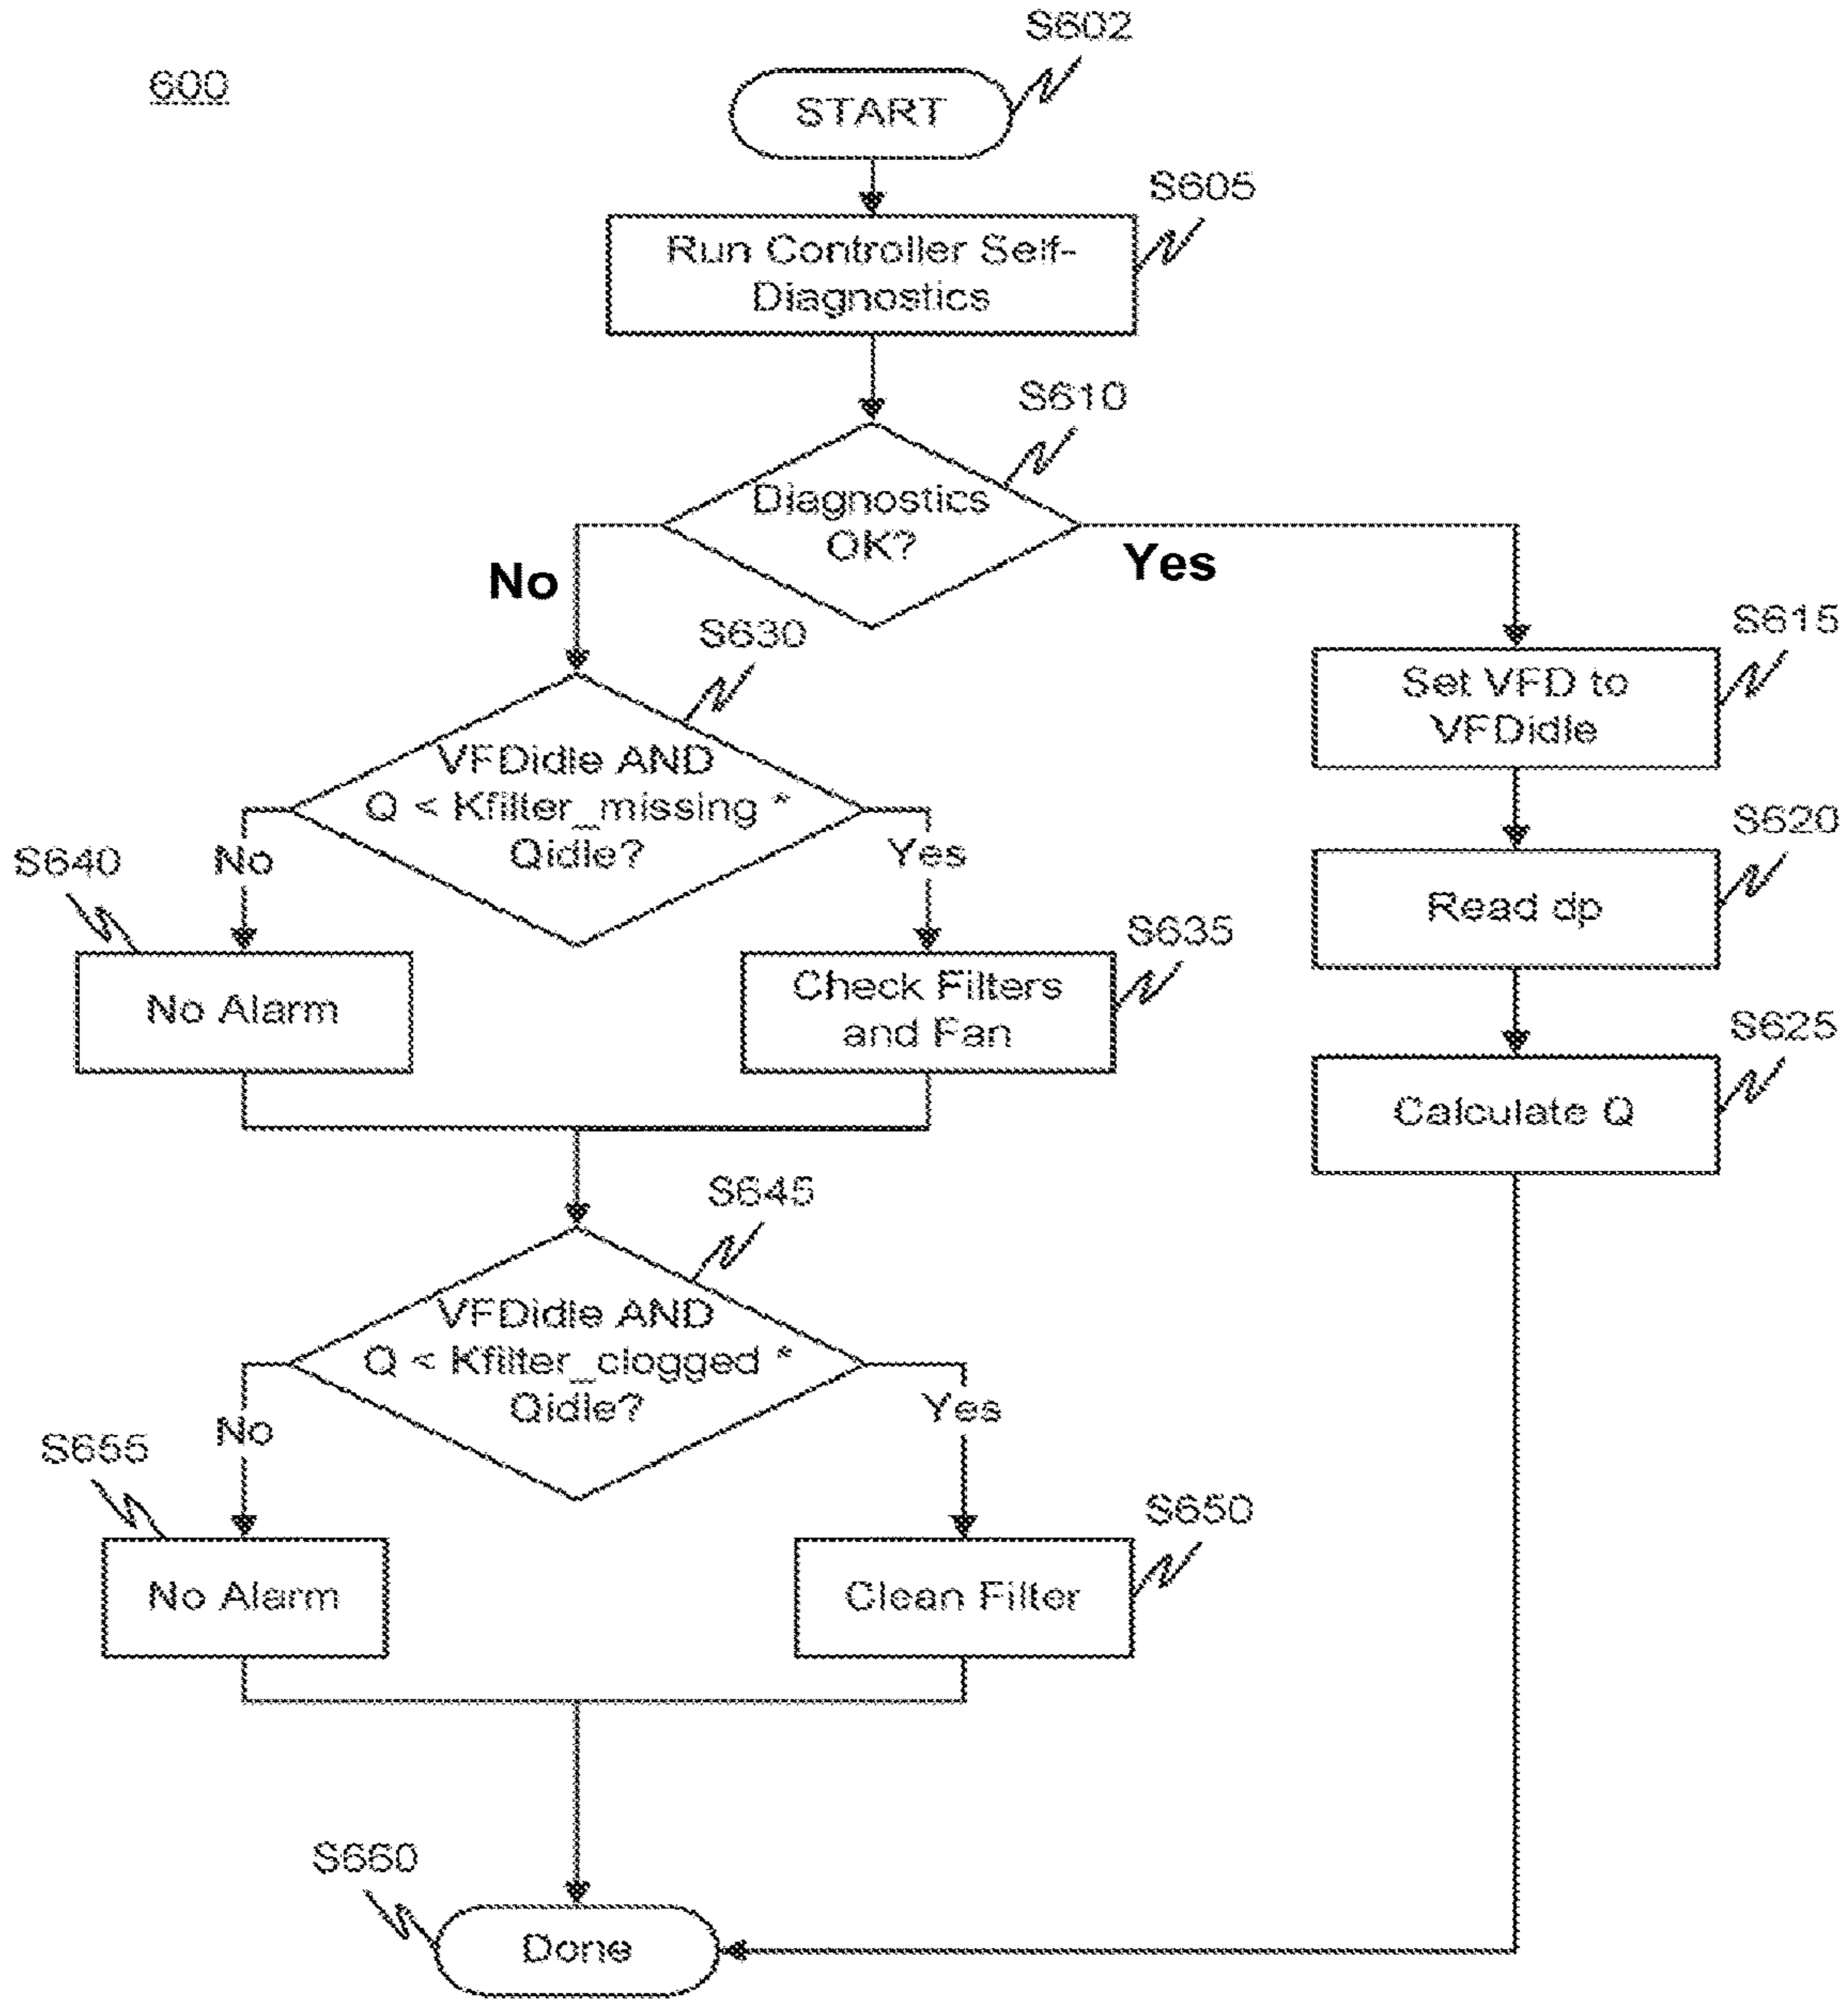 600
S602
START
S605
Run Controller Self-
Diagnostics
S610
Diagnostics
OK?
No
Yes
S630
VFDidle AND
Q < Kfilter_missing *
Qidle?
S615
Set VFD to
VFDidle
S640
No
Yes
S620
Read dp
No Alarm
S635
Check Filters
and Fan
S625
Calculate Q
S645
VFDidle AND
Q < Kfilter_clogged *
Qidle?
S655
No
Yes
No Alarm
S650
Clean Filter
S660
Done